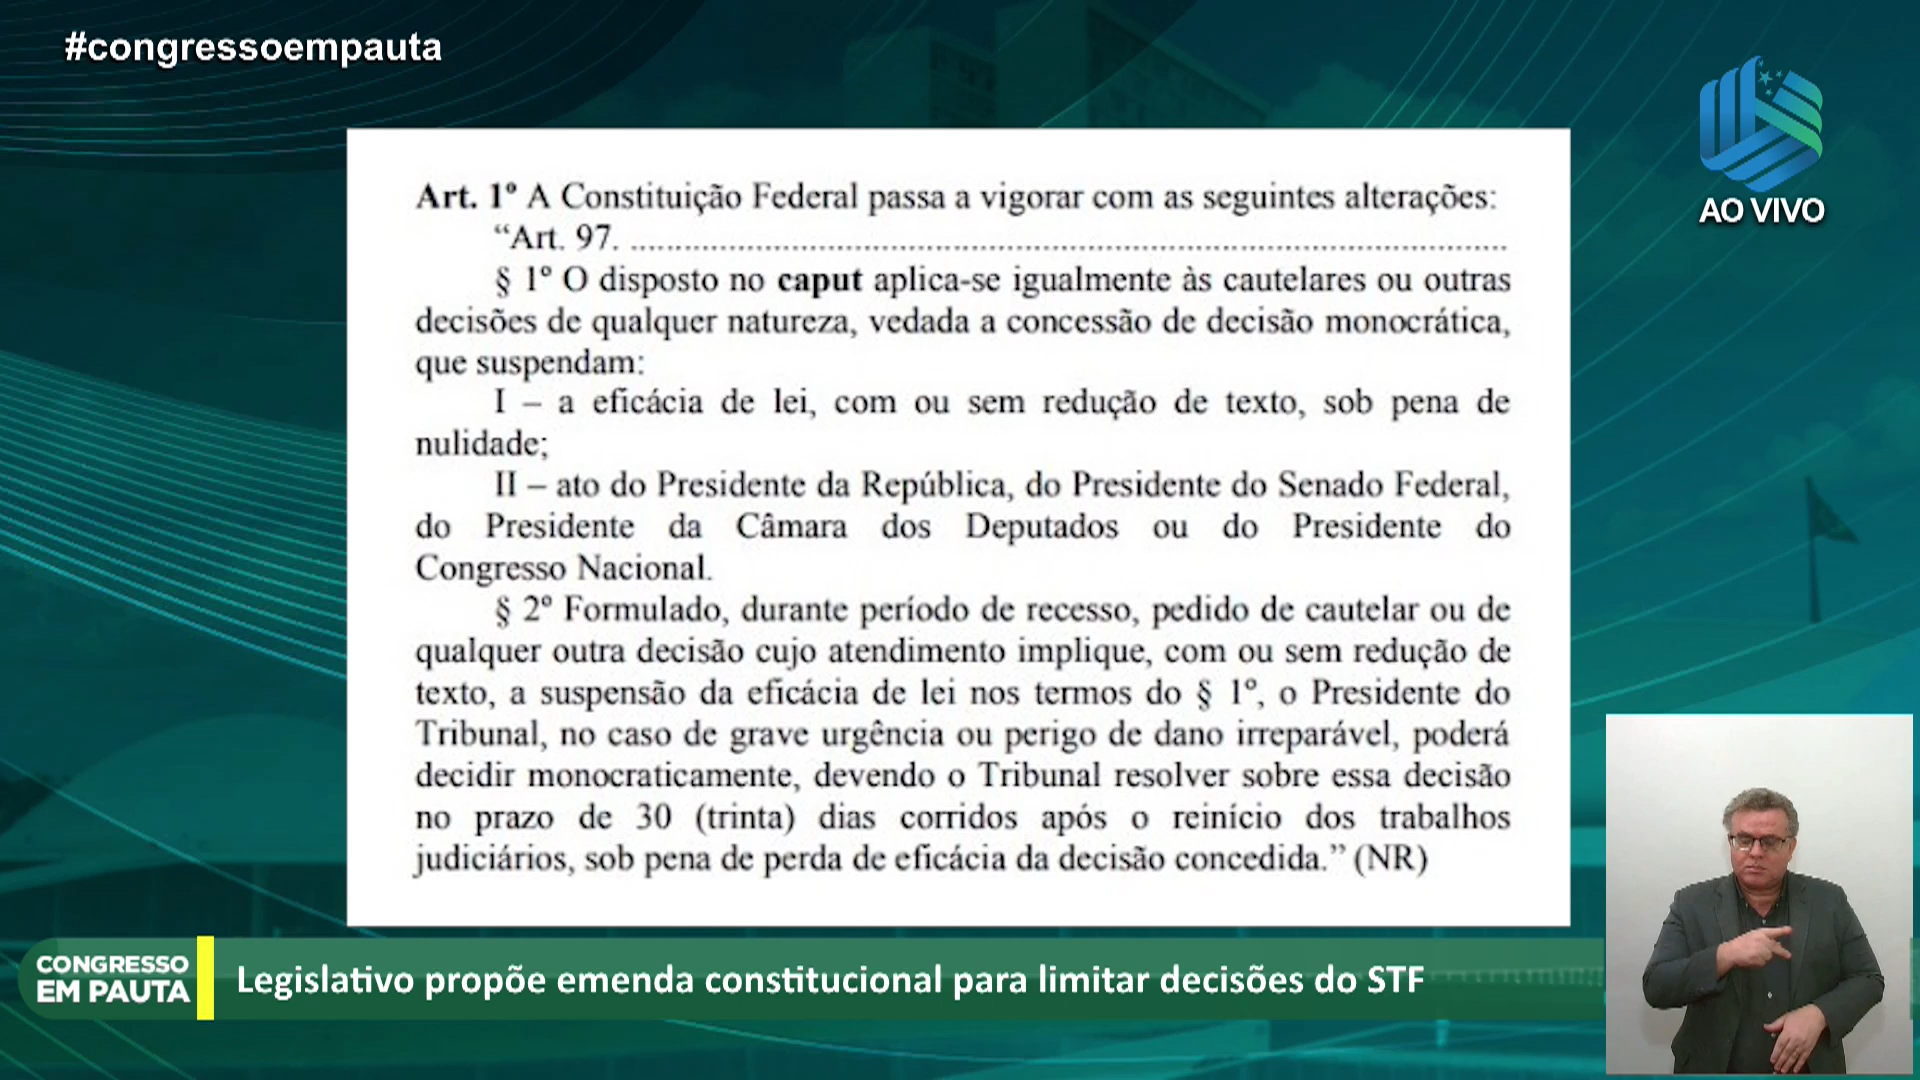 #congressoempauta
AO VIVO
Art. 1º A Constituição Federal passa a vigorar com as seguintes alterações:
“Art. 97. ..............................................................................................................
§ 1º O disposto no caput aplica-se igualmente às cautelares ou outras
decisões de qualquer natureza, vedada a concessão de decisão monocrática,
que suspendam:
I – a eficácia de lei, com ou sem redução de texto, sob pena de
nulidade;
II – ato do Presidente da República, do Presidente do Senado Federal,
do Presidente da Câmara dos Deputados ou do Presidente do
Congresso Nacional.
§ 2º Formulado, durante período de recesso, pedido de cautelar ou de
qualquer outra decisão cujo atendimento implique, com ou sem redução de
texto, a suspensão da eficácia de lei nos termos do § 1º, o Presidente do
Tribunal, no caso de grave urgência ou perigo de dano irreparável, poderá
decidir monocraticamente, devendo o Tribunal resolver sobre essa decisão
no prazo de 30 (trinta) dias corridos após o reinício dos trabalhos
judiciários, sob pena de perda de eficácia da decisão concedida.” (NR)
CONGRESSO
EM PAUTA
Legislativo propõe emenda constitucional para limitar decisões do STF